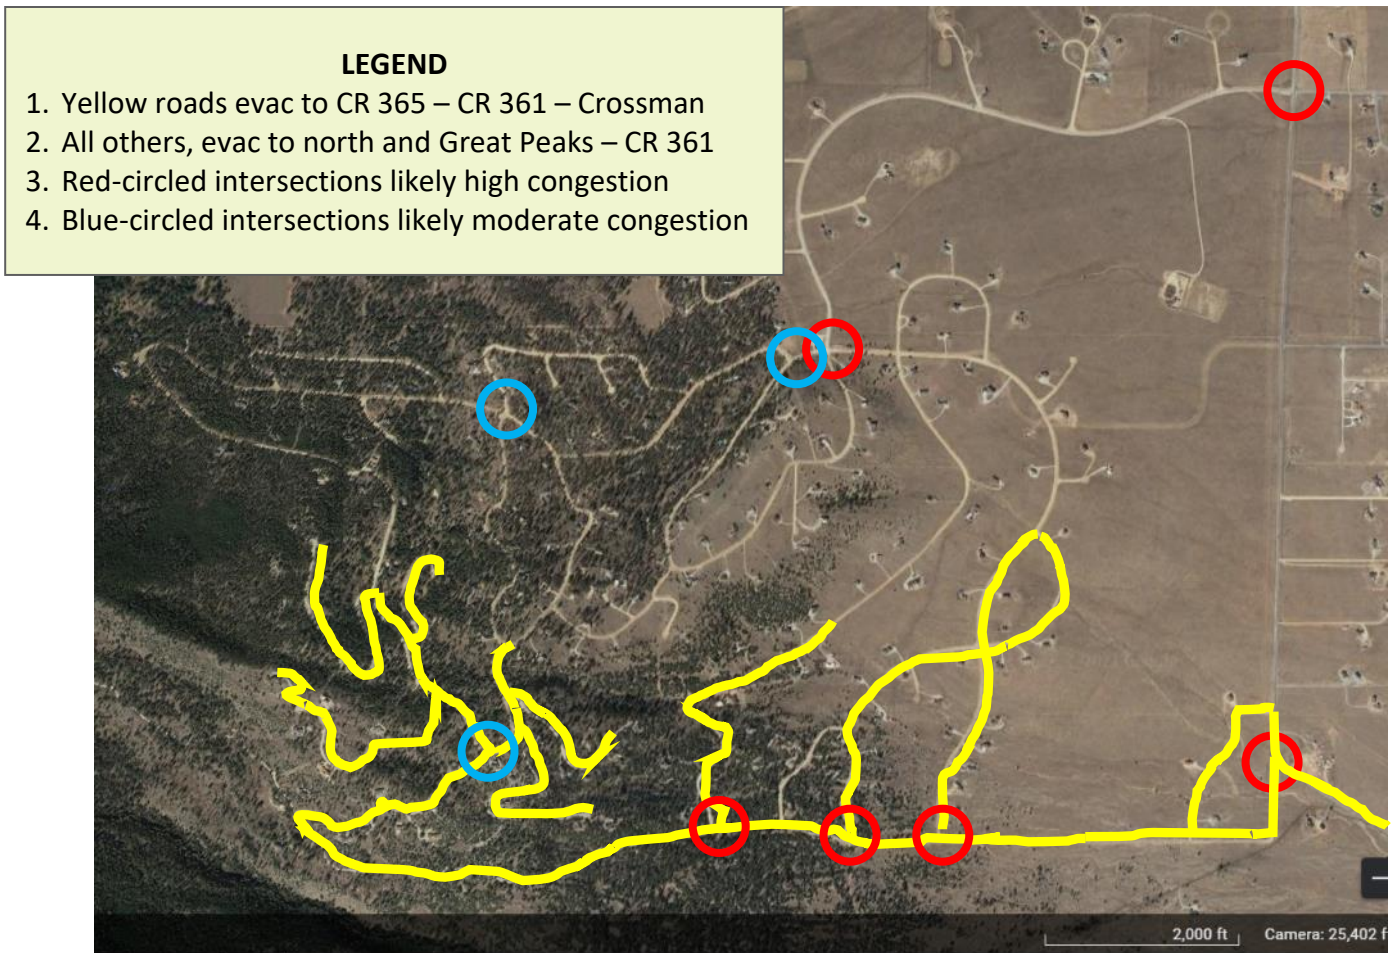 LEGEND
1. Yellow roads evac to CR 365 – CR 361 – Crossman
2. All others, evac to north and Great Peaks – CR 361
3. Red-circled intersections likely high congestion
4. Blue-circled intersections likely moderate congestion
2,000 ft Camera: 25,402 f